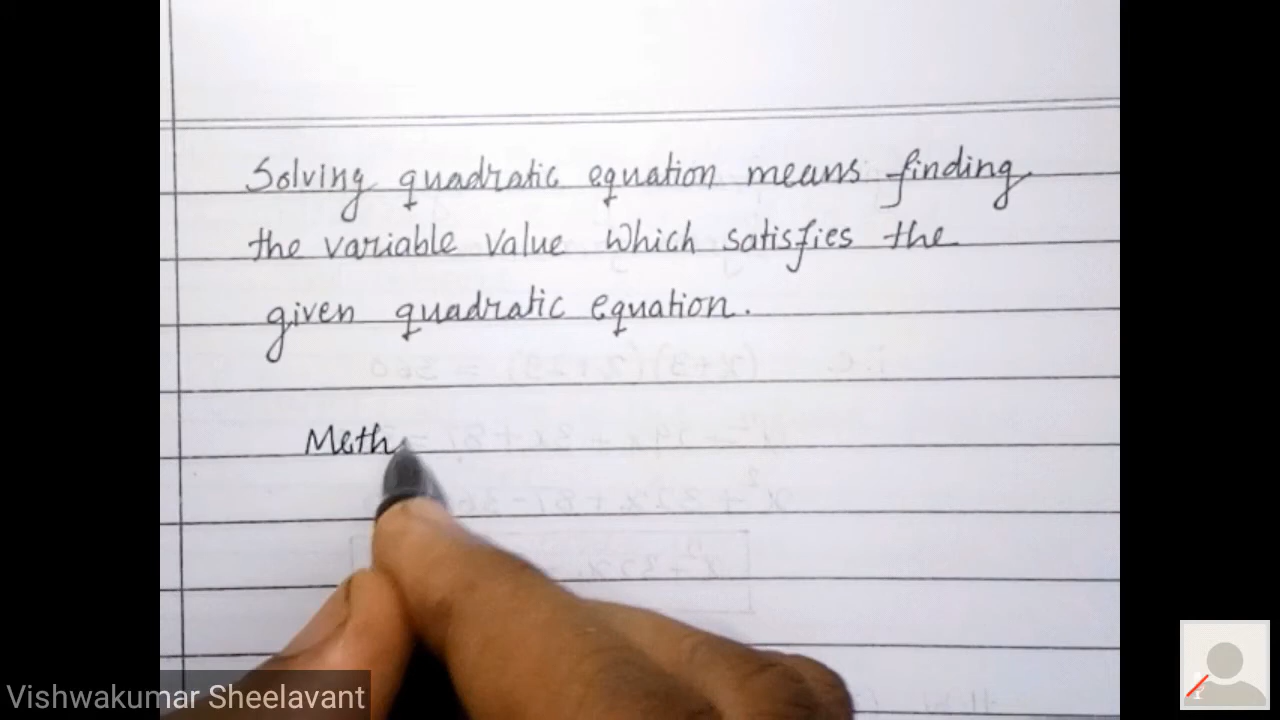 Solving quadratic equation means finding
the variable value which satisfies the
given quadratic equation.
Meth
Vishwakumar Sheelavant